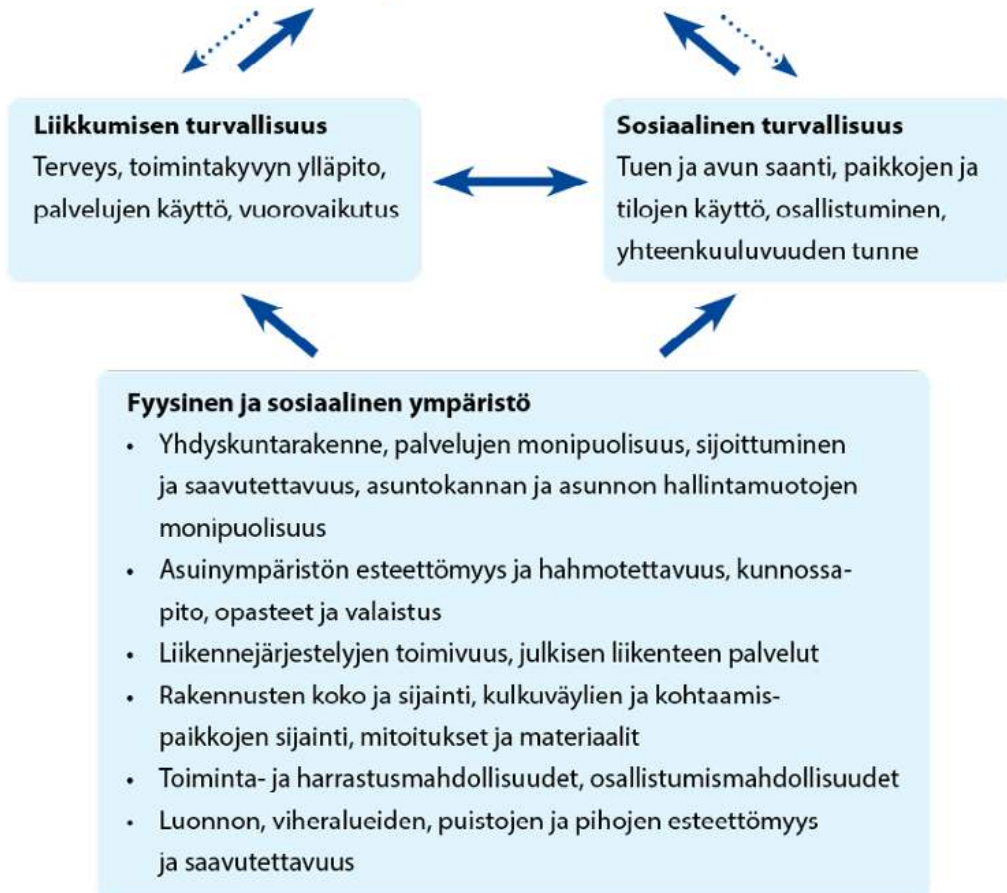 Liikkumisen turvallisuus
Terveys, toimintakyvyn ylläpito,
palvelujen käyttö, vuorovaikutus
Sosiaalinen turvallisuus
Tuen ja avun saanti, paikkojen ja
tilojen käyttö, osallistuminen,
yhteenkuuluvuuden tunne
Fyysinen ja sosiaalinen ympäristö
• Yhdyskuntarakenne, palvelujen monipuolisuus, sijoittuminen
ja saavutettavuus, asuntokannan ja asunnon hallintamuotojen
monipuolisuus
• Asuinympäristön esteettömyys ja hahmotettavuus, kunnossa-
pito, opasteet ja valaistus
• Liikennejärjestelyjen toimivuus, julkisen liikenteen palvelut
• Rakennusten koko ja sijainti, kulkuväylien ja kohtaamis-
paikkojen sijainti, mitoitukset ja materiaalit
• Toiminta- ja harrastusmahdollisuudet, osallistumismahdollisuudet
• Luonnon, viheralueiden, puistojen ja pihojen esteettömyys
ja saavutettavuus